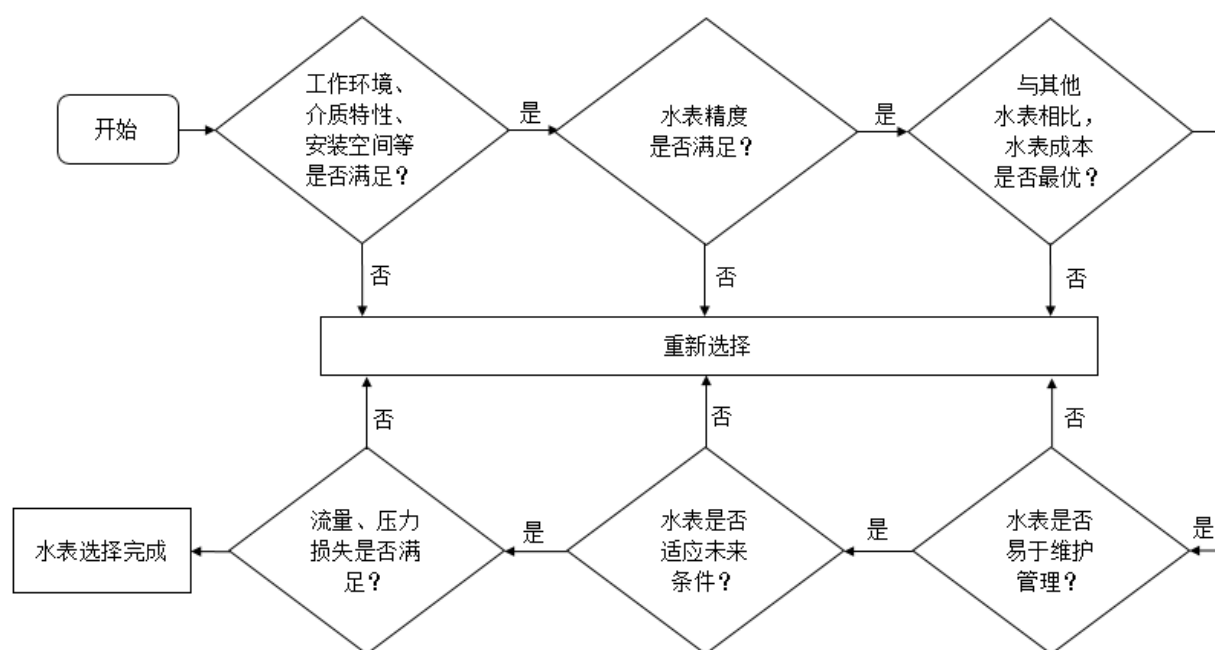 开始
工作环境、
介质特性、
安装空间等
是否满足？
是
水表精度
是否满足？
是
与其他
水表相比，
水表成本
是否最优？
否
否
否
重新选择
否
否
否
水表选择完成
流量、压力
损失是否满
足？
是
水表是否
适应未来
条件？
是
水表是否
易于维护
管理？
是